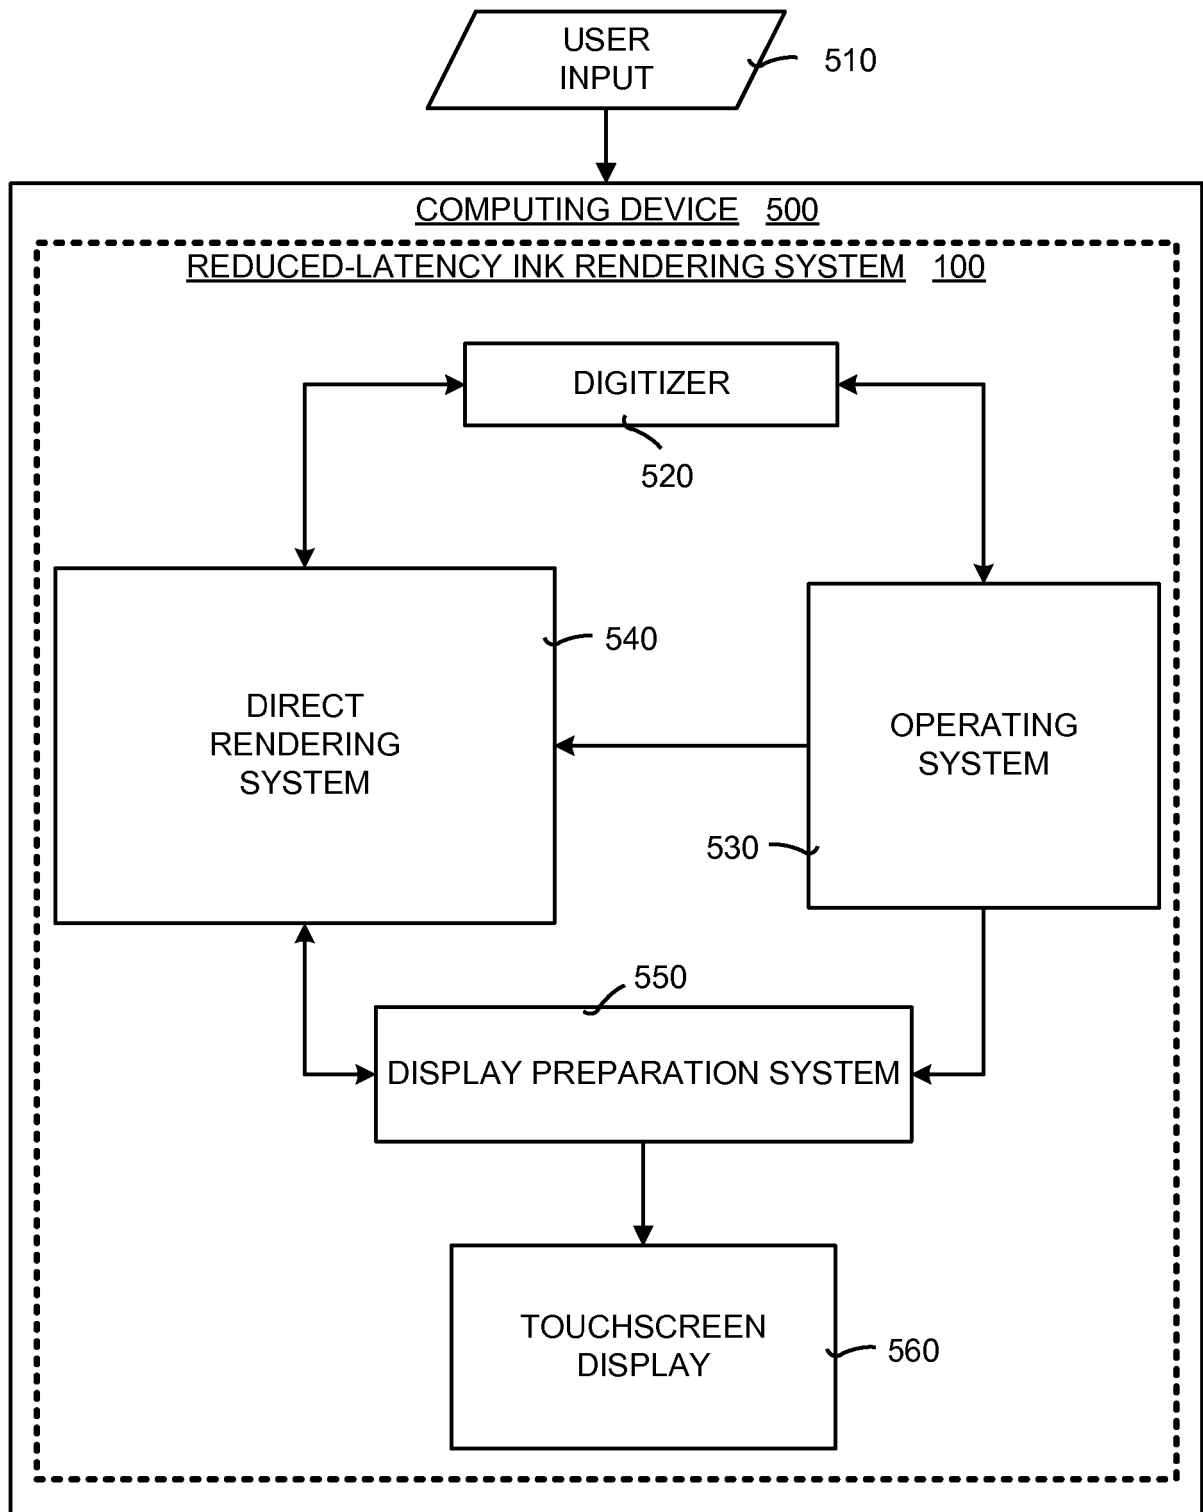 USER
INPUT
510
COMPUTING DEVICE 500
REDUCED-LATENCY INK RENDERING SYSTEM 100
DIGITIZER
520
540
DIRECT
RENDERING
SYSTEM
OPERATING
SYSTEM
530
550
DISPLAY PREPARATION SYSTEM
TOUCHSCREEN
DISPLAY
560